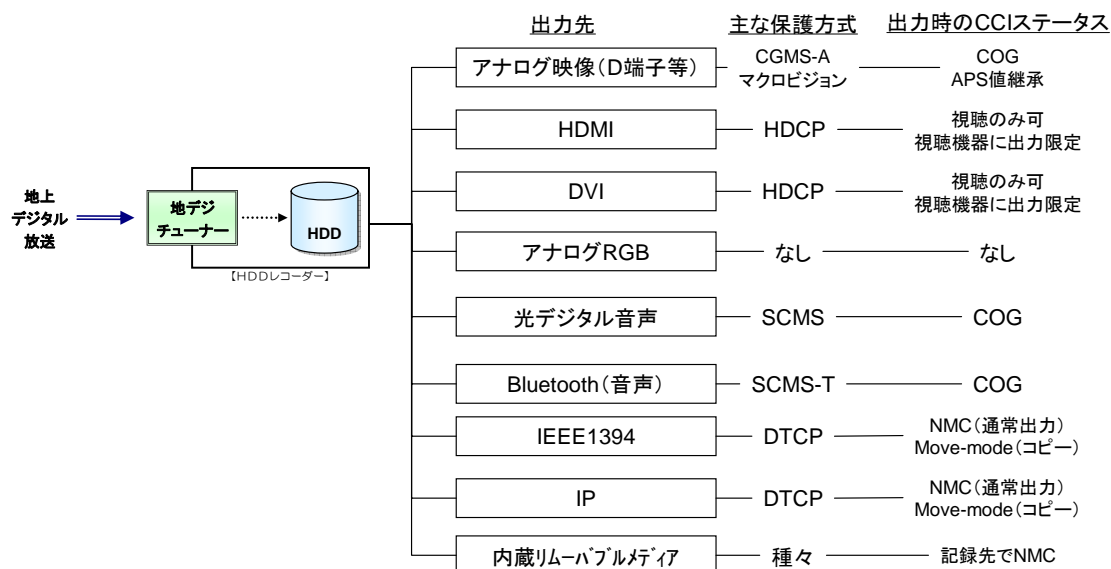 出力先
主な保護方式
出力時のCCIステータス
アナログ映像(D端子等)
CGMS-A
マクロビジョン
COG
APS値継承
HDMI
HDCP
視聴のみ可
視聴機器に出力限定
DVI
HDCP
視聴のみ可
視聴機器に出力限定
地上
デジタル
放送
地デジ
チューナー
HDD
【HDDレコーダー】
アナログRGB
なし
なし
光デジタル音声
SCMS
COG
Bluetooth(音声)
SCMS-T
COG
IEEE1394
DTCP
NMC(通常出力)
Move-mode(コピー)
IP
DTCP
NMC(通常出力)
Move-mode(コピー)
内蔵リムーバブルメディア
種々
記録先でNMC